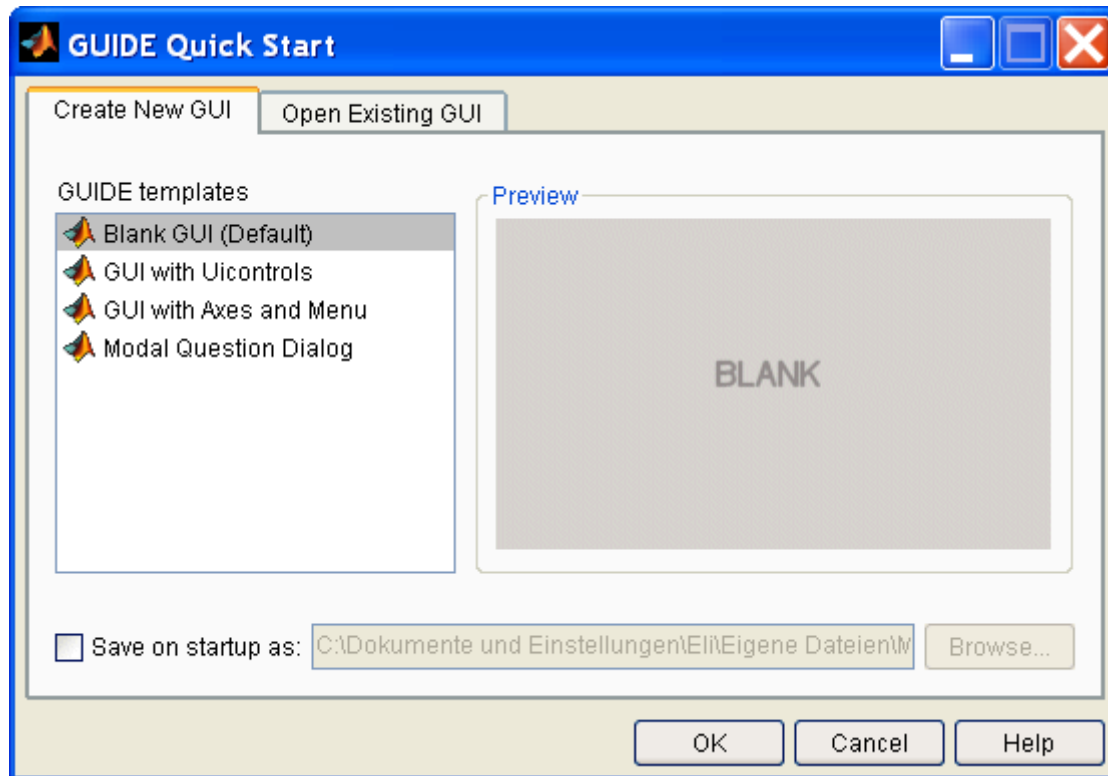 GUIDE Quick Start
Create New GUI
Open Existing GUI
GUIDE templates
Preview
Blank GUI (Default)
GUI with Uicontrols
GUI with Axes and Menu
Modal Question Dialog
BLANK
Save on startup as:
C:\Dokumente und Einstellungen\Eli\Eigene Dateien\M
Browse...
OK
Cancel
Help